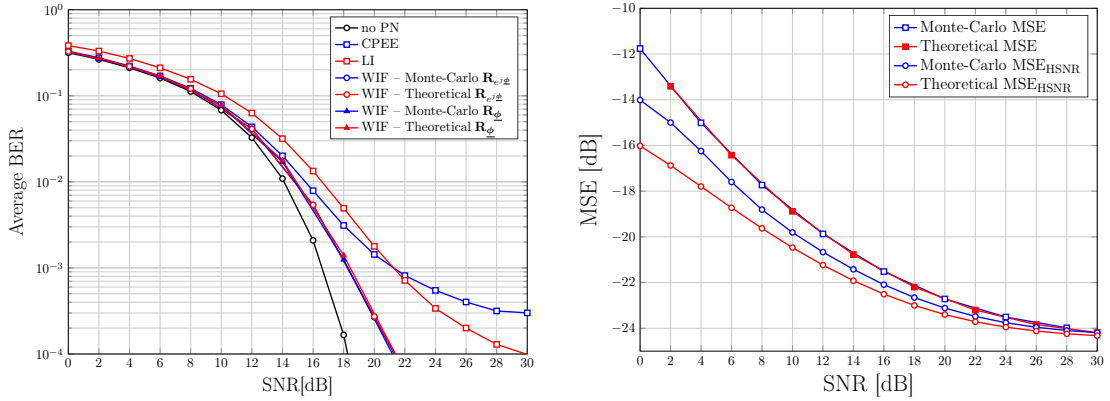 10^0
10^{-1}
10^{-2}
10^{-3}
10^{-4}
Average BER
0 2 4 6 8 10 12 14 16 18 20 22 24 26 28 30
SNR[dB]
no PN
CPEE
LI
WIF – Monte-Carlo R_{e^{jϕ}}
WIF – Theoretical R_{e^{jϕ}}
WIF – Monte-Carlo R_ϕ
WIF – Theoretical R_ϕ
−10
−12
−14
−16
−18
−20
−22
−24
MSE [dB]
0 2 4 6 8 10 12 14 16 18 20 22 24 26 28 30
SNR [dB]
Monte-Carlo MSE
Theoretical MSE
Monte-Carlo MSE_{HSNR}
Theoretical MSE_{HSNR}